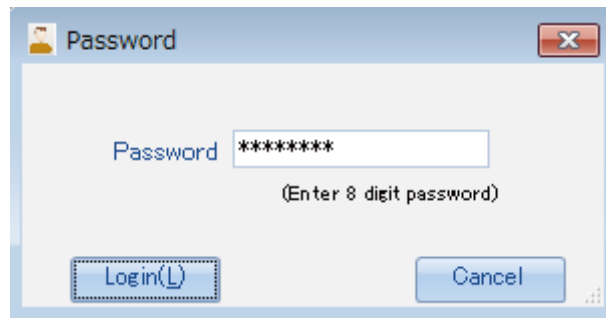 Password
Password ********
(Enter 8 digit password)
Login(L) Cancel